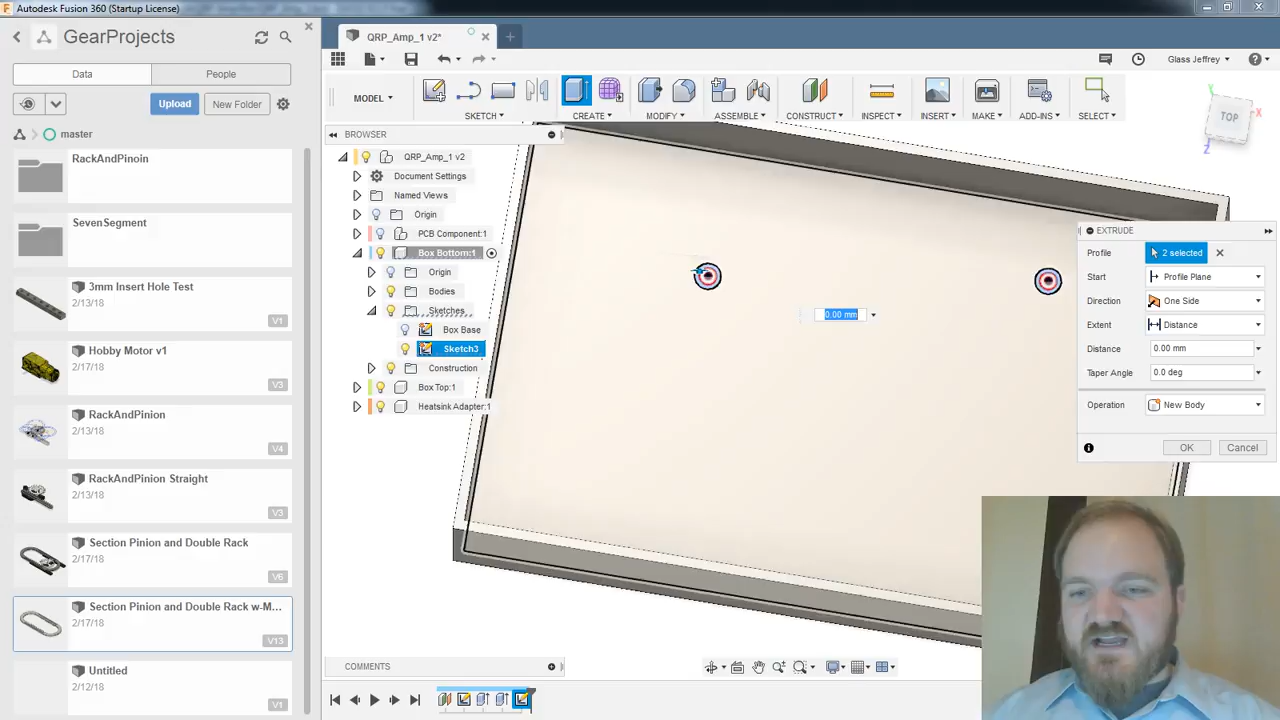 Autodesk Fusion 360 (Startup License)
GearProjects
QRP_Amp_1 v2*
Glass Jeffrey
Data
People
Upload
New Folder
master
MODEL
SKETCH
CREATE
MODIFY
ASSEMBLE
CONSTRUCT
INSPECT
INSERT
MAKE
ADD-INS
SELECT
TOP
X
Y
Z
BROWSER
QRP_Amp_1 v2
Document Settings
Named Views
Origin
PCB Component:1
Box Bottom:1
Origin
Bodies
Sketches
Box Base
Sketch3
Construction
Box Top:1
Heatsink Adapter:1
RackAndPinoin
SevenSegment
3mm Insert Hole Test
2/13/18
Hobby Motor v1
2/17/18
V3
RackAndPinion
2/13/18
V4
RackAndPinion Straight
2/13/18
V3
Section Pinion and Double Rack
2/17/18
V6
Section Pinion and Double Rack w-M...
2/17/18
V13
Untitled
2/12/18
V1
0.00 mm
EXTRUDE
Profile
2 selected
Start
Profile Plane
Direction
One Side
Extent
Distance
Distance
0.00 mm
Taper Angle
0.0 deg
Operation
New Body
OK
Cancel
COMMENTS